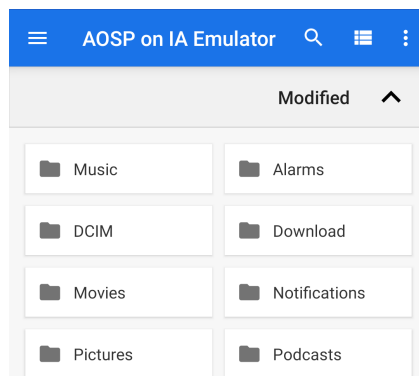 AOSP on IA Emulator
Modified
Music
Alarms
DCIM
Download
Movies
Notifications
Pictures
Podcasts